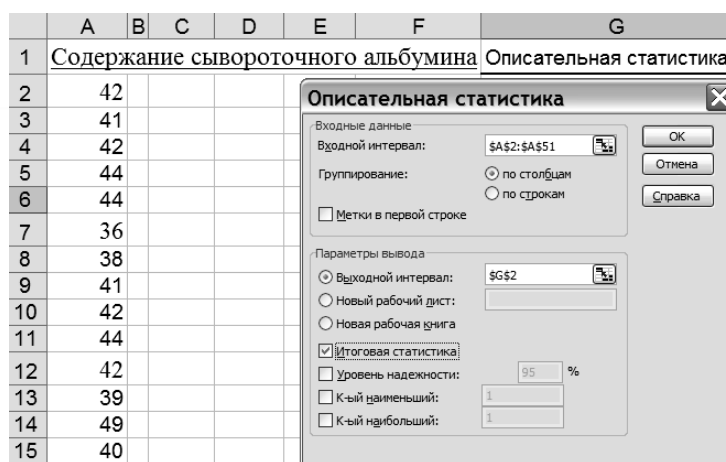 A B C D E F G
1 Содержание сывороточного альбумина Описательная статистика
2 42
3 41
4 42
5 44
6 44
7 36
8 38
9 41
10 42
11 44
12 42
13 39
14 49
15 40
Описательная статистика
Входные данные
Входной интервал: $A$2:$A$51
Группирование: по столбцам
по строкам
Метки в первой строке
OK
Отмена
Справка
Параметры вывода
Выходной интервал: $G$2
Новый рабочий лист:
Новая рабочая книга
Итоговая статистика
Уровень надежности: 95 %
К-ый наименьший: 1
К-ый наибольший: 1